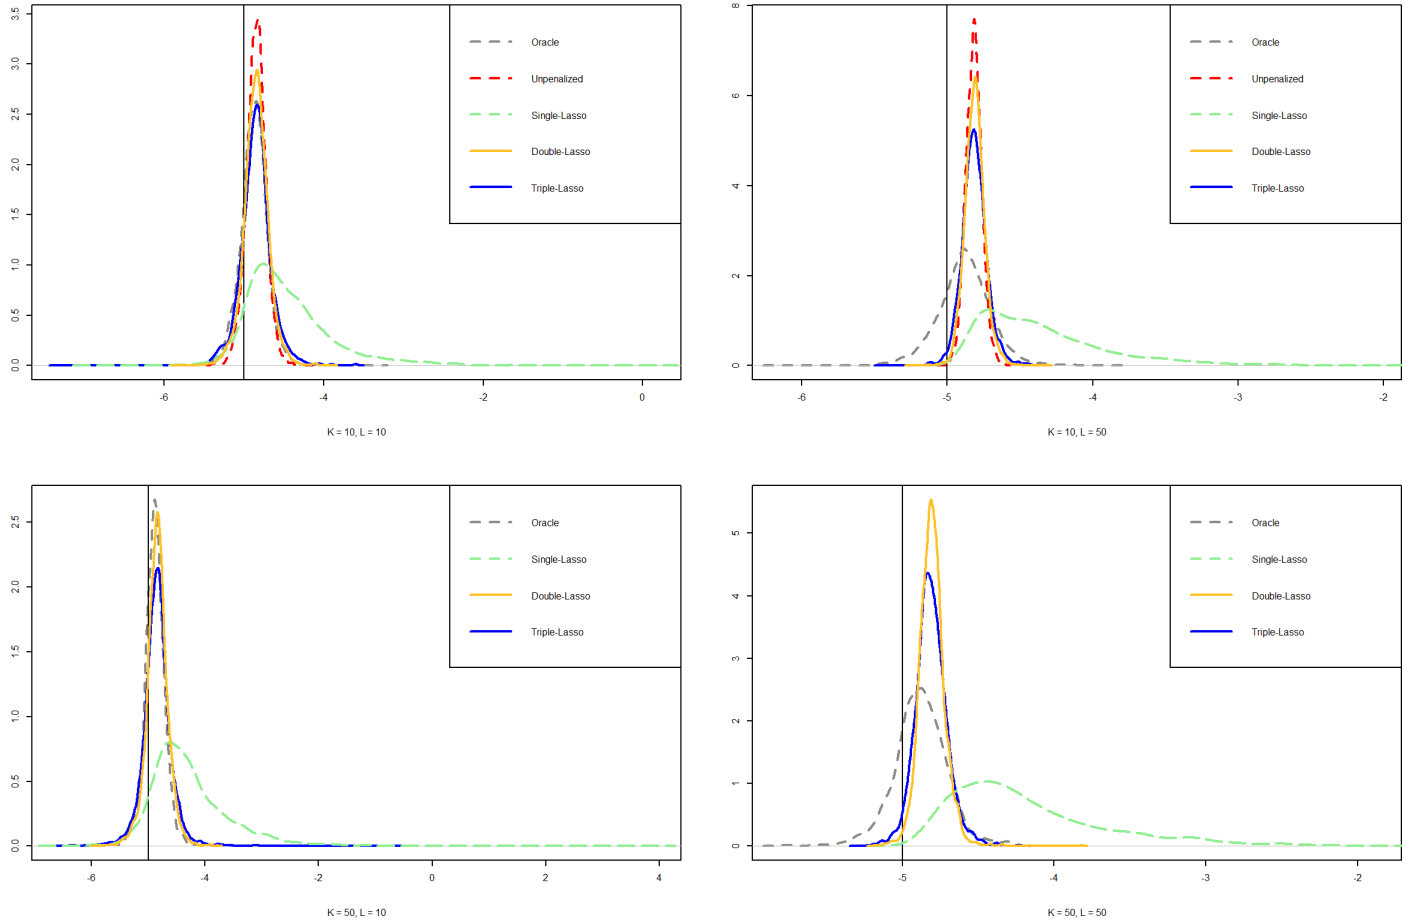 3.5
3.0
2.5
2.0
1.5
1.0
0.5
0.0
Oracle
Unpenalized
Single-Lasso
Double-Lasso
Triple-Lasso
-6 -4 -2 0
K = 10, L = 10
8
6
4
2
0
Oracle
Unpenalized
Single-Lasso
Double-Lasso
Triple-Lasso
-6 -5 -4 -3 -2
K = 10, L = 50
2.5
2.0
1.5
1.0
0.5
0.0
Oracle
Single-Lasso
Double-Lasso
Triple-Lasso
-6 -4 -2 0 2 4
K = 50, L = 10
5
4
3
2
1
0
Oracle
Single-Lasso
Double-Lasso
Triple-Lasso
-5 -4 -3 -2
K = 50, L = 50